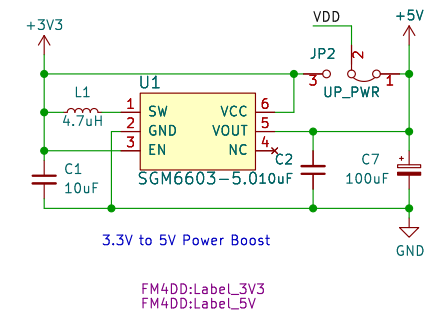 VDD
+5V
+3V3
JP2
2
3
1
U1
UP_PWR
L1
4.7uH
1
SW
VCC
6
2
GND
VOUT
5
3
EN
NC
4
C2
10uF
C7
100uF
+
C1
10uF
SGM6603-5.0
3.3V to 5V Power Boost
GND
FM4DD:Label_3V3
FM4DD:Label_5V